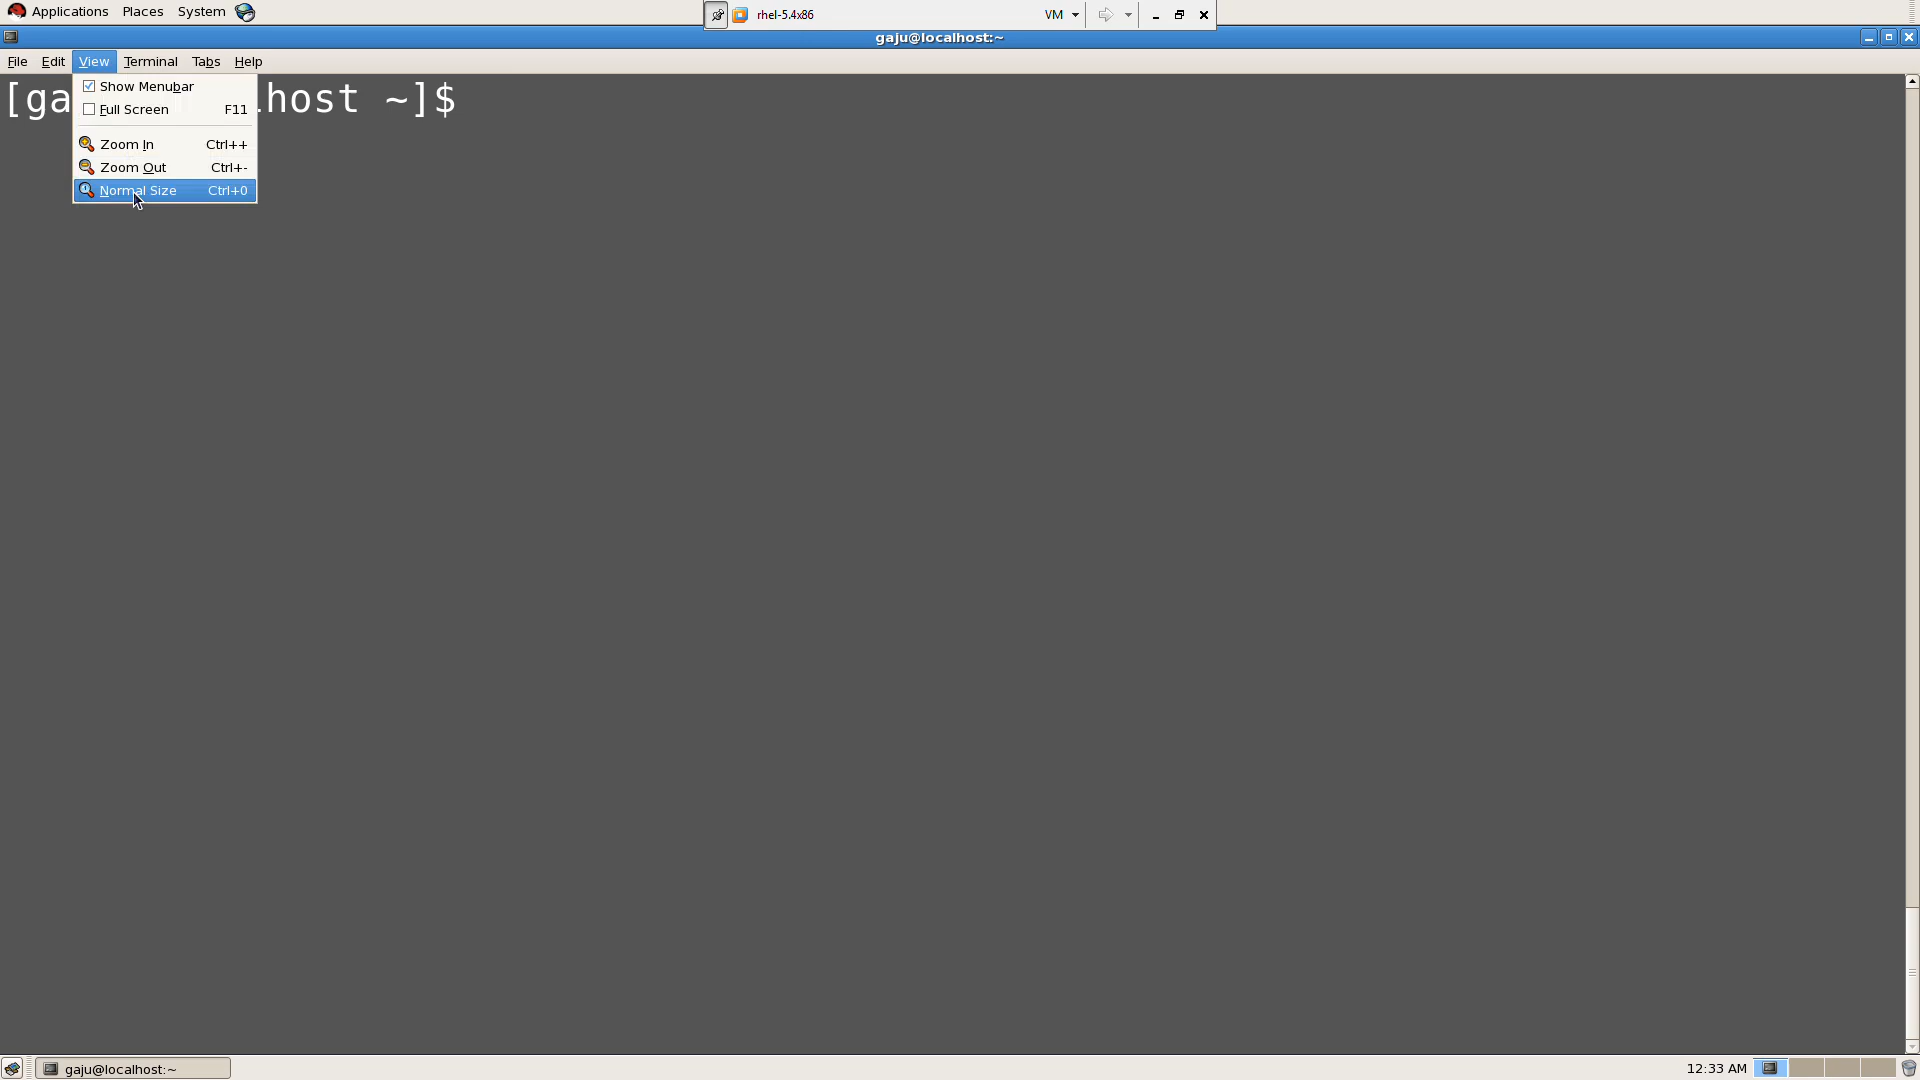 Applications Places System
rhel-5.4x86 VM
gaju@localhost:~
File Edit View Terminal Tabs Help
Show Menubar
Full Screen F11
Zoom In Ctrl++
Zoom Out Ctrl+-
Normal Size Ctrl+0
[ga lhost ~]$
gaju@localhost:~
12:33 AM